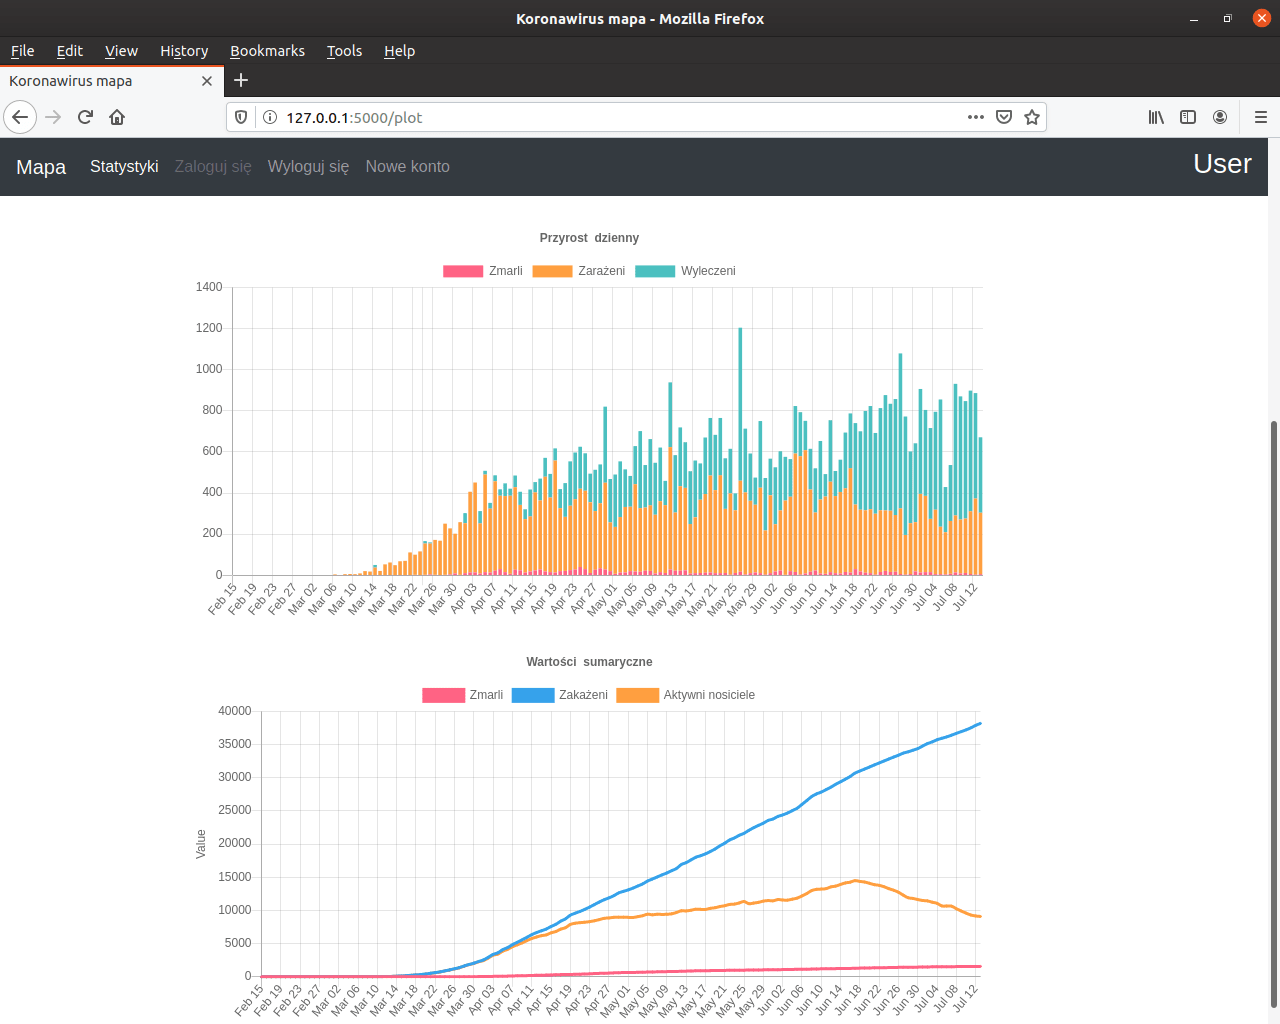 Koronawirus mapa - Mozilla Firefox
File Edit View History Bookmarks Tools Help
Koronawirus mapa
127.0.0.1:5000/plot
Mapa Statystyki Zaloguj się Wyloguj się Nowe konto User
Przyrost dzienny
Zmarli Zarażeni Wyleczeni
1400
1200
1000
800
600
400
200
0
Feb 15 Feb 19 Feb 23 Feb 27 Mar 02 Mar 06 Mar 10 Mar 14 Mar 18 Mar 22 Mar 26 Mar 30 Apr 03 Apr 07 Apr 11 Apr 15 Apr 19 Apr 23 Apr 27 May 01 May 05 May 09 May 13 May 17 May 21 May 25 May 29 Jun 02 Jun 06 Jun 10 Jun 14 Jun 18 Jun 22 Jun 26 Jun 30 Jul 04 Jul 08 Jul 12
Wartości sumaryczne
Zmarli Zakażeni Aktywni nosiciele
40000
35000
30000
25000
20000
15000
10000
5000
0
Value
Feb 15 Feb 19 Feb 23 Feb 27 Mar 02 Mar 06 Mar 10 Mar 14 Mar 18 Mar 22 Mar 26 Mar 30 Apr 03 Apr 07 Apr 11 Apr 15 Apr 19 Apr 23 Apr 27 May 01 May 05 May 09 May 13 May 17 May 21 May 25 May 29 Jun 02 Jun 06 Jun 10 Jun 14 Jun 18 Jun 22 Jun 26 Jun 30 Jul 04 Jul 08 Jul 12